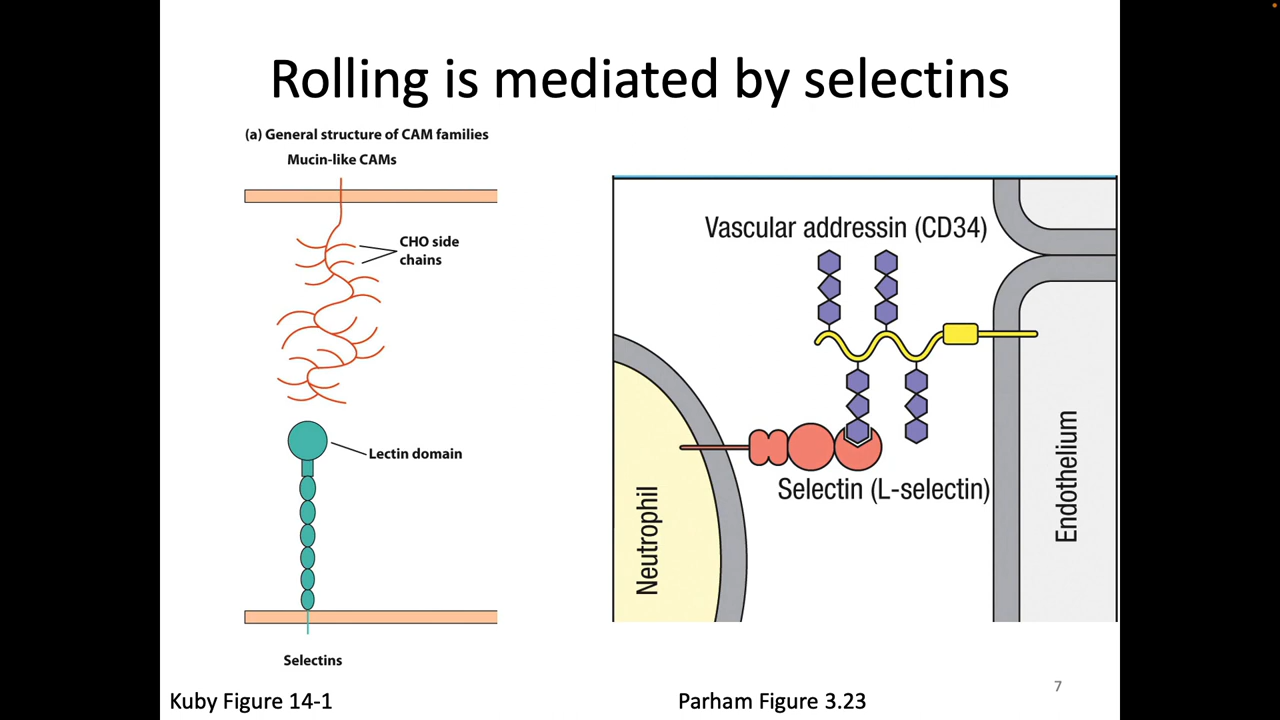 Rolling is mediated by selectins
(a) General structure of CAM families
Mucin-like CAMs
CHO side
chains
Lectin domain
Selectins
Kuby Figure 14-1
Vascular addressin (CD34)
Selectin (L-selectin)
Neutrophil
Endothelium
Parham Figure 3.23
7